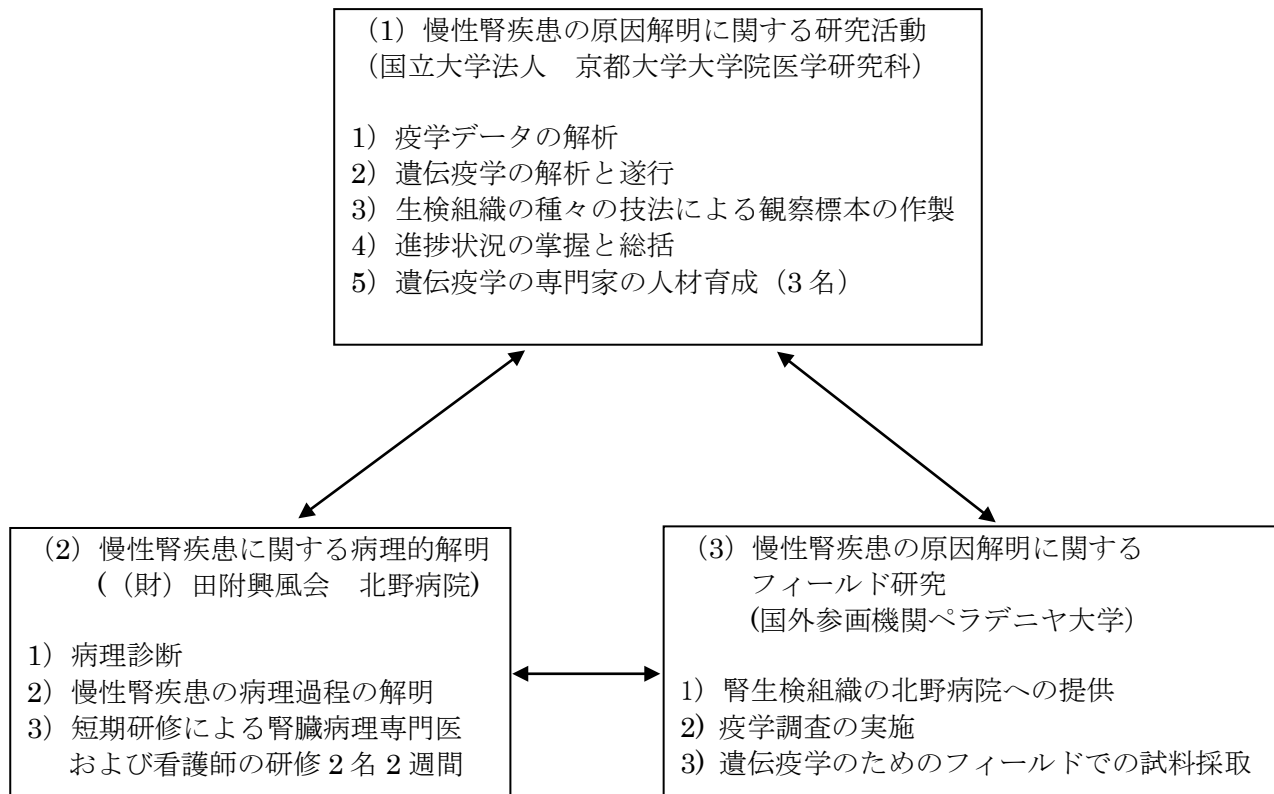 (1) 慢性腎疾患の原因解明に関する研究活動
(国立大学法人　京都大学大学院医学研究科)
1) 疫学データの解析
2) 遺伝疫学の解析と遂行
3) 生検組織の種々の技法による観察標本の作製
4) 進捗状況の掌握と総括
5) 遺伝疫学の専門家の人材育成（3 名）
(2) 慢性腎疾患に関する病理的解明
(（財）田附興風会　北野病院)
1) 病理診断
2) 慢性腎疾患の病理過程の解明
3) 短期研修による腎臓病理専門医
および看護師の研修 2 名 2 週間
(3) 慢性腎疾患の原因解明に関する
フィールド研究
(国外参画機関ペラデニヤ大学)
1) 腎生検組織の北野病院への提供
2) 疫学調査の実施
3) 遺伝疫学のためのフィールドでの試料採取